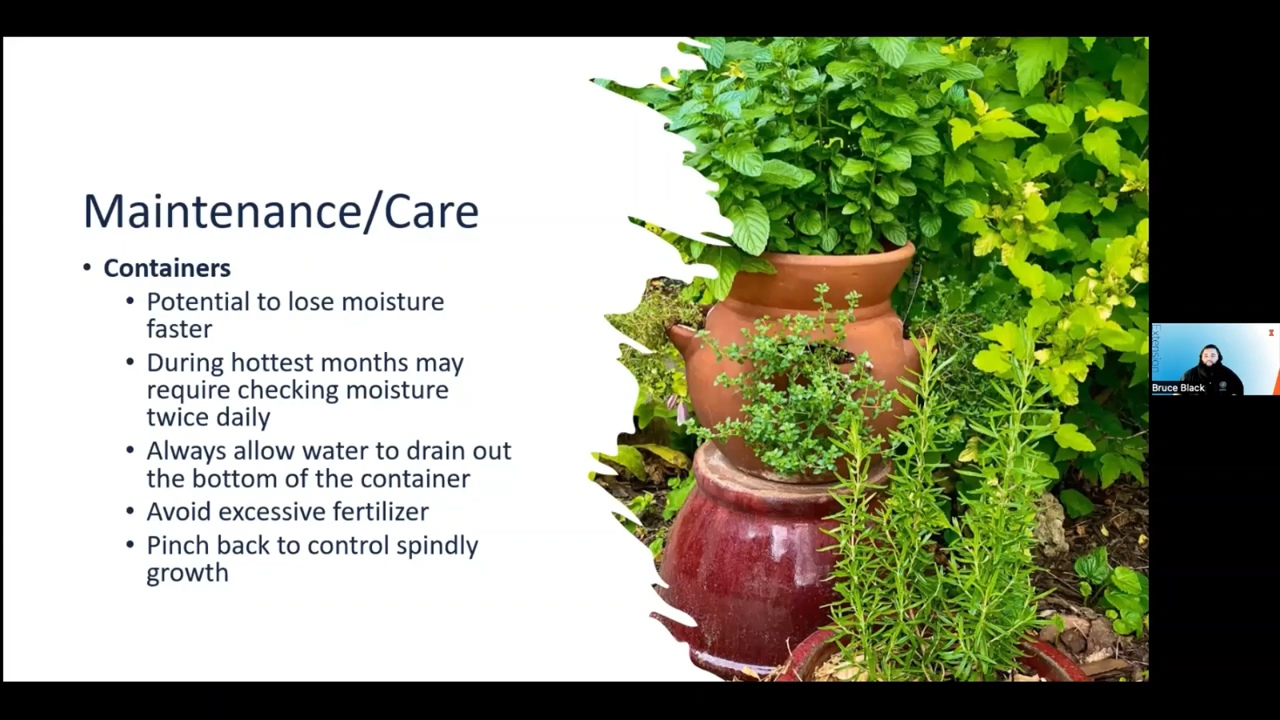 Maintenance/Care
• Containers
• Potential to lose moisture
faster
• During hottest months may
require checking moisture
twice daily
• Always allow water to drain out
the bottom of the container
• Avoid excessive fertilizer
• Pinch back to control spindly
growth
Extension
Bruce Black